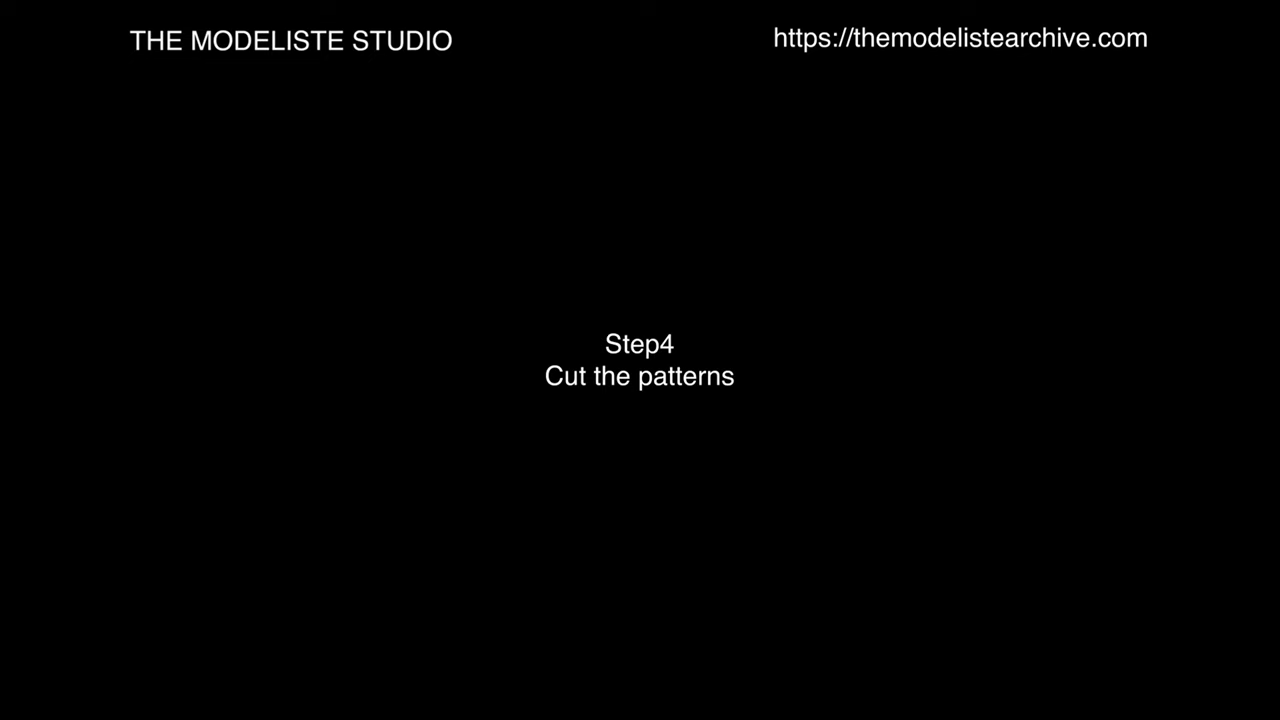 THE MODELISTE STUDIO
https://themodelistearchive.com
Step4
Cut the patterns